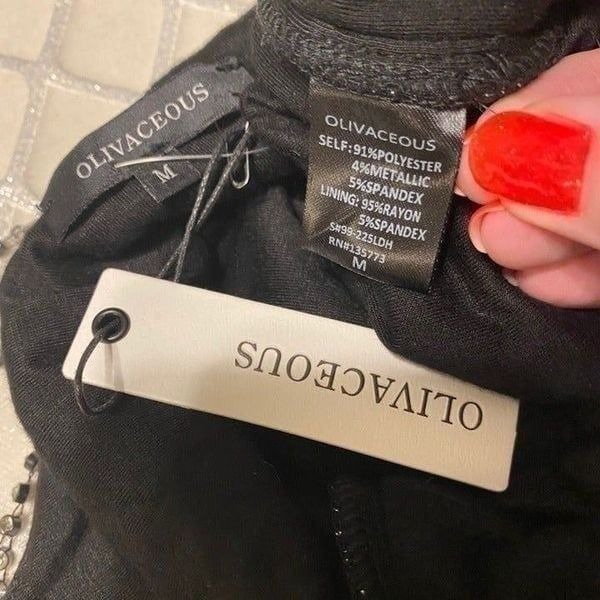 OLIVACEOUS
M
OLIVACEOUS
SELF:91%POLYESTER
4%METALLIC
5%SPANDEX
LINING: 95%RAYON
5%SPANDEX
S#99-225LDH
RN#135773
M
OLIVACEOUS